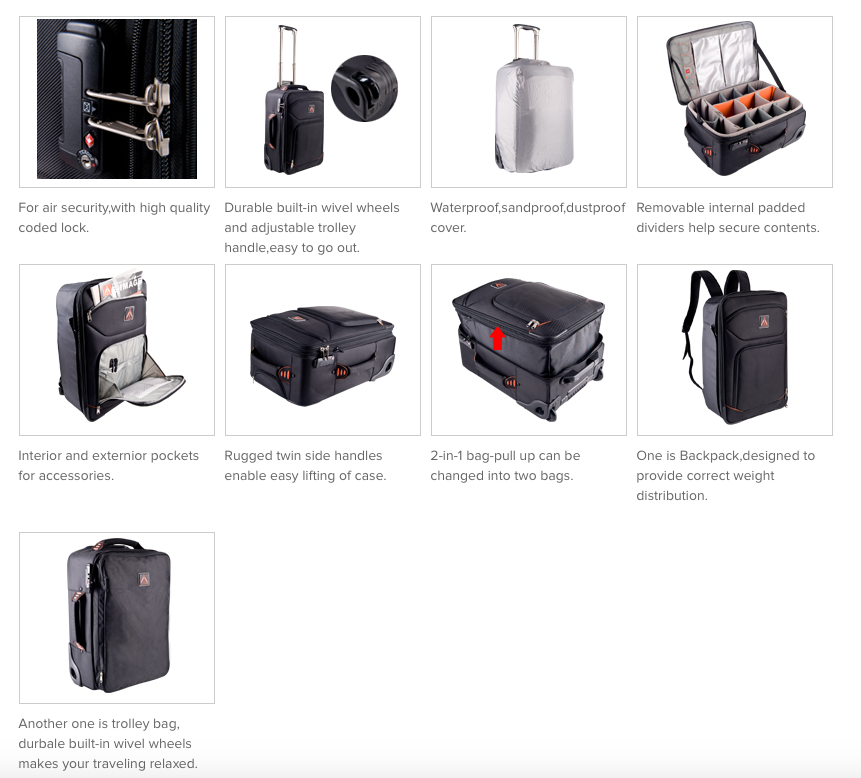 For air security,with high quality
coded lock.
Durable built-in wivel wheels
and adjustable trolley
handle,easy to go out.
Waterproof,sandproof,dustproof
cover.
Removable internal padded
dividers help secure contents.
Interior and externior pockets
for accessories.
Rugged twin side handles
enable easy lifting of case.
2-in-1 bag-pull up can be
changed into two bags.
One is Backpack,designed to
provide correct weight
distribution.
Another one is trolley bag,
durbale built-in wivel wheels
makes your traveling relaxed.